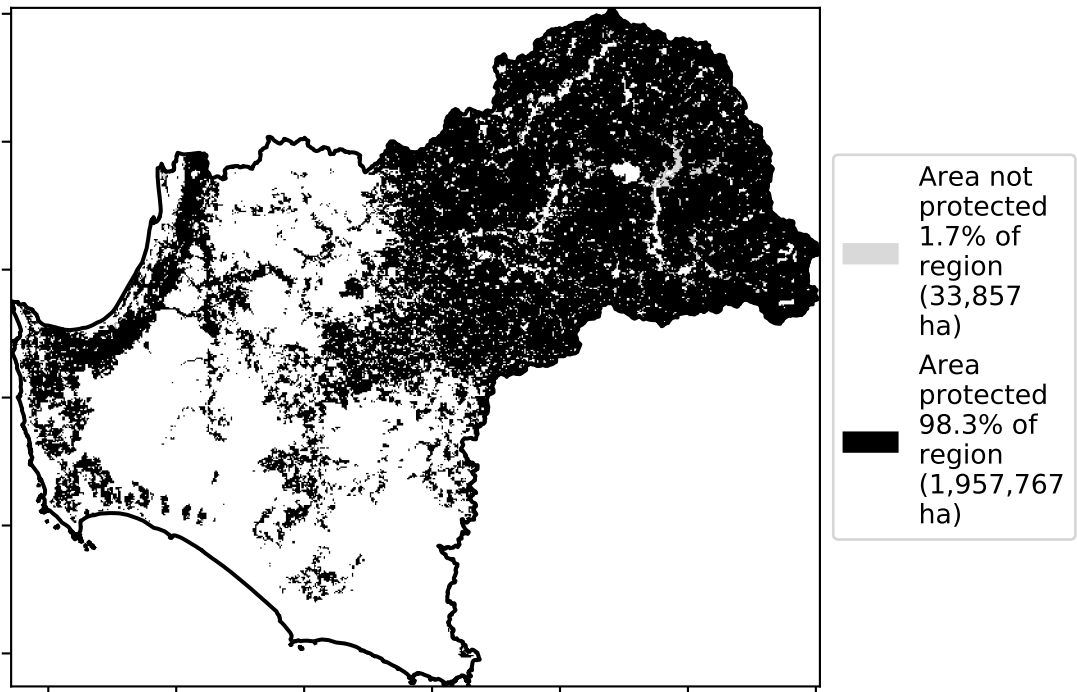 Area not
protected
1.7% of
region
(33,857
ha)
Area
protected
98.3% of
region
(1,957,767
ha)